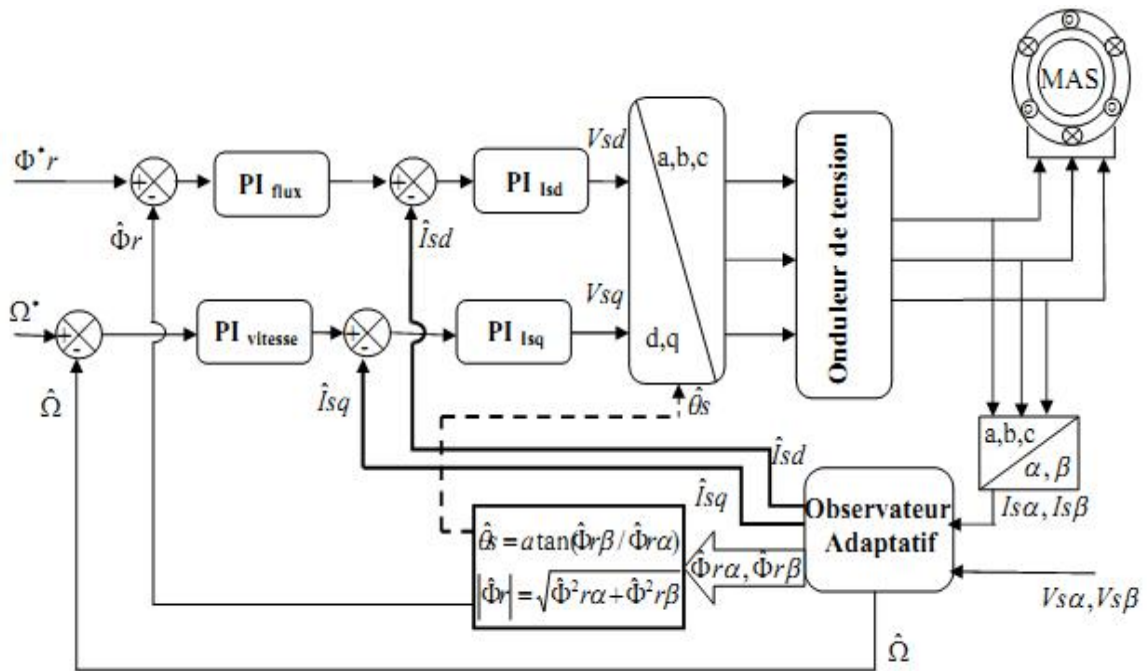 MAS
Φ*r
+
-
PI flux
+
-
PI Isd
Vsd
a,b,c
d,q
Onduleur de tension
Φ̂r
Îsd
Ω*
+
-
PI vitesse
+
-
PI Isq
Vsq
Ω̂
Îsq
θ̂s
a,b,c
α, β
Îsd
Îsq
Observateur
Adaptatif
Isα, Isβ
θ̂s = a tan(Φ̂rβ / Φ̂rα)
|Φ̂r| = √Φ̂²rα + Φ̂²rβ
Φ̂rα, Φ̂rβ
Vsα, Vsβ
Ω̂